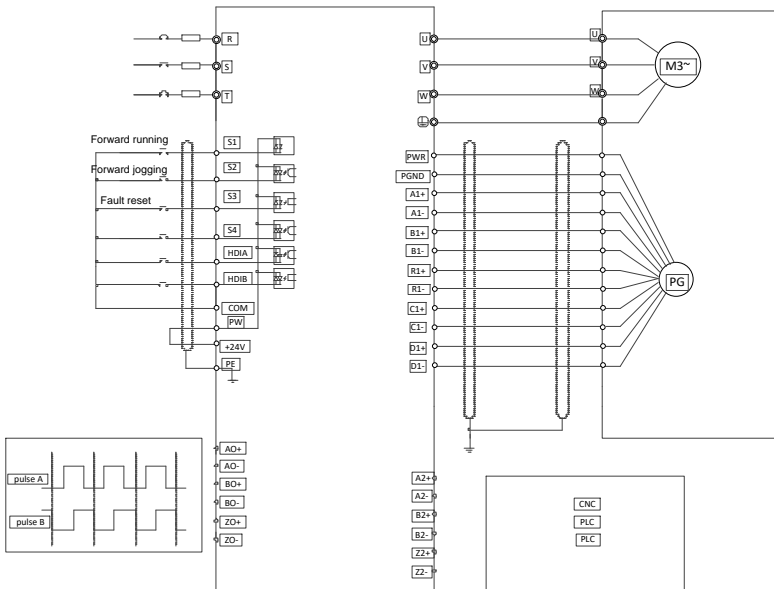 R
S
T
U
V
W
U
V
W
M3~
Forward running
S1
Forward jogging
S2
Fault reset
S3
S4
HDIA
HDIB
COM
PW
+24V
PE
PWR
PGND
A1+
A1-
B1+
B1-
R1+
R1-
C1+
C1-
D1+
D1-
PG
pulse A
pulse B
AO+
AO-
BO+
BO-
ZO+
ZO-
A2+
A2-
B2+
B2-
Z2+
Z2-
CNC
PLC
PLC